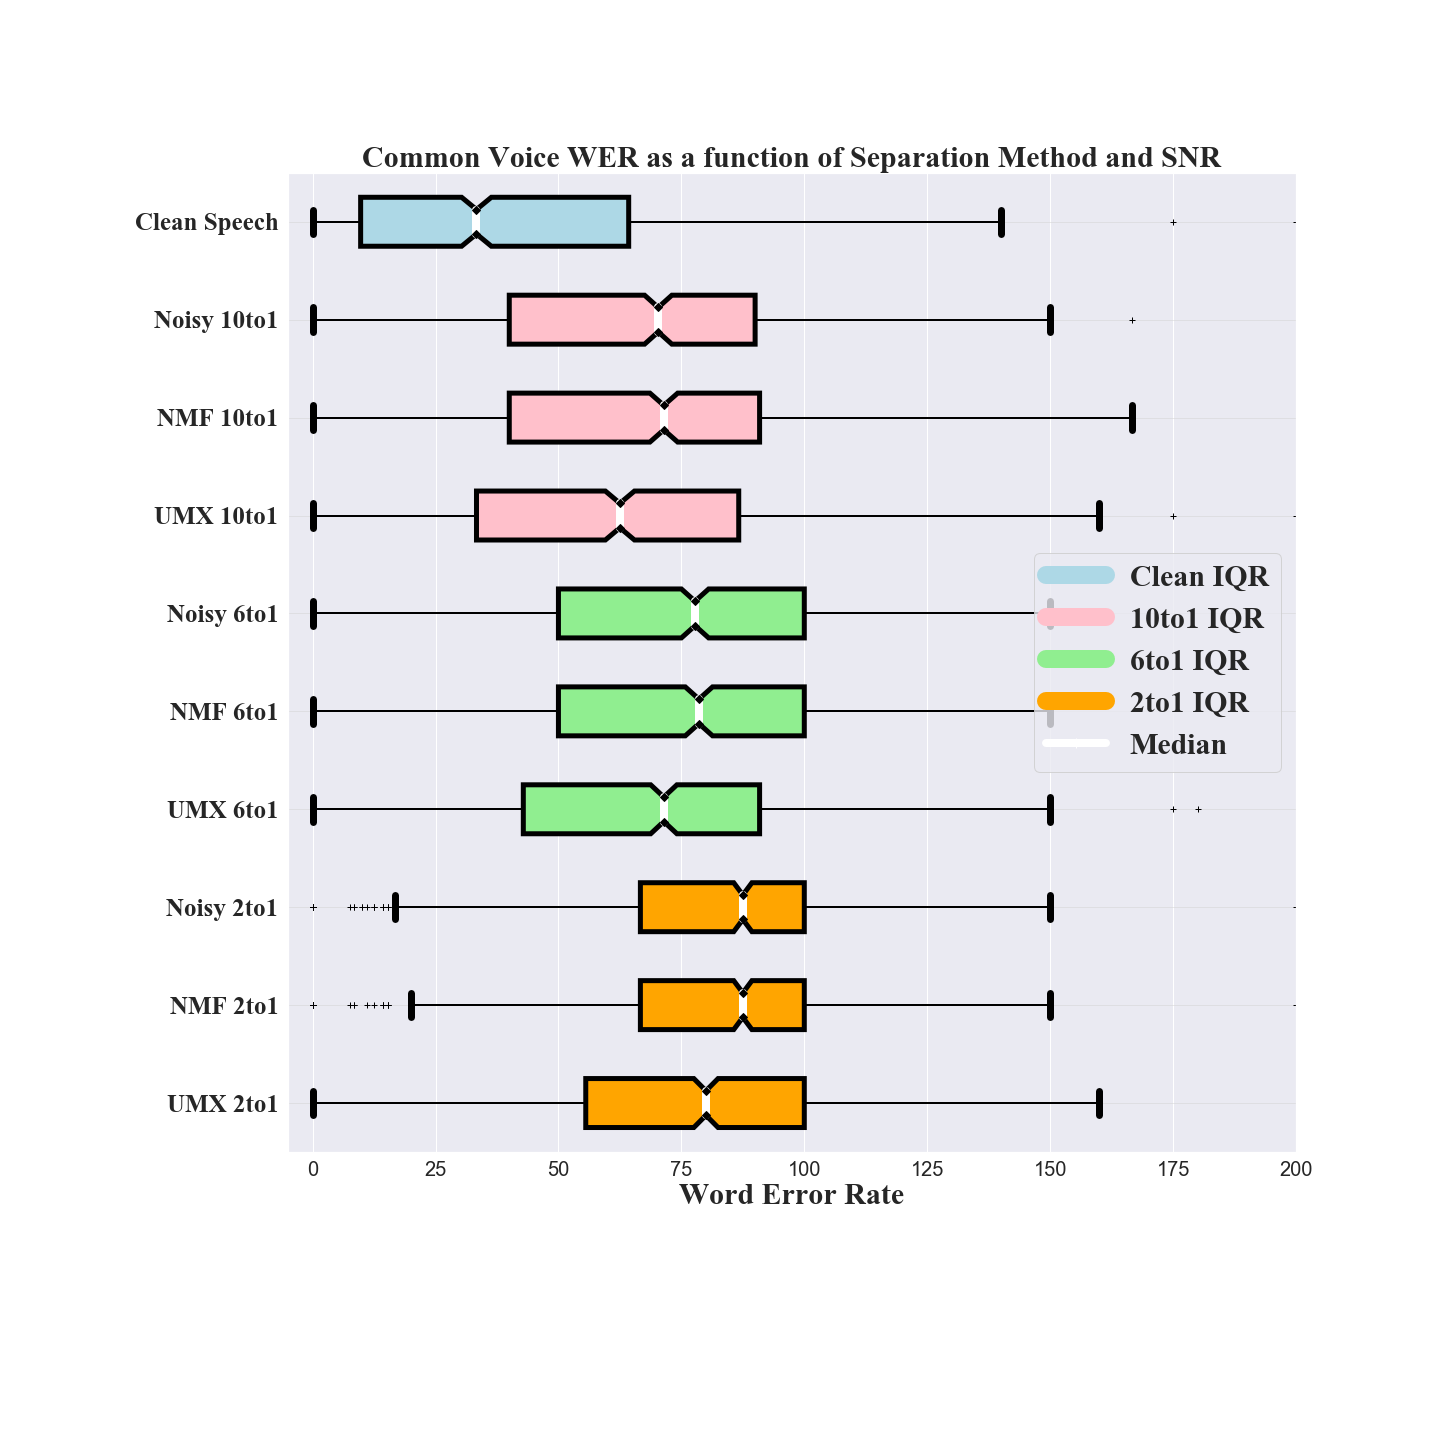 Common Voice WER as a function of Separation Method and SNR
Clean Speech
Noisy 10to1
NMF 10to1
UMX 10to1
Noisy 6to1
NMF 6to1
UMX 6to1
Noisy 2to1
NMF 2to1
UMX 2to1
Clean IQR
10to1 IQR
6to1 IQR
2to1 IQR
Median
0 25 50 75 100 125 150 175 200
Word Error Rate